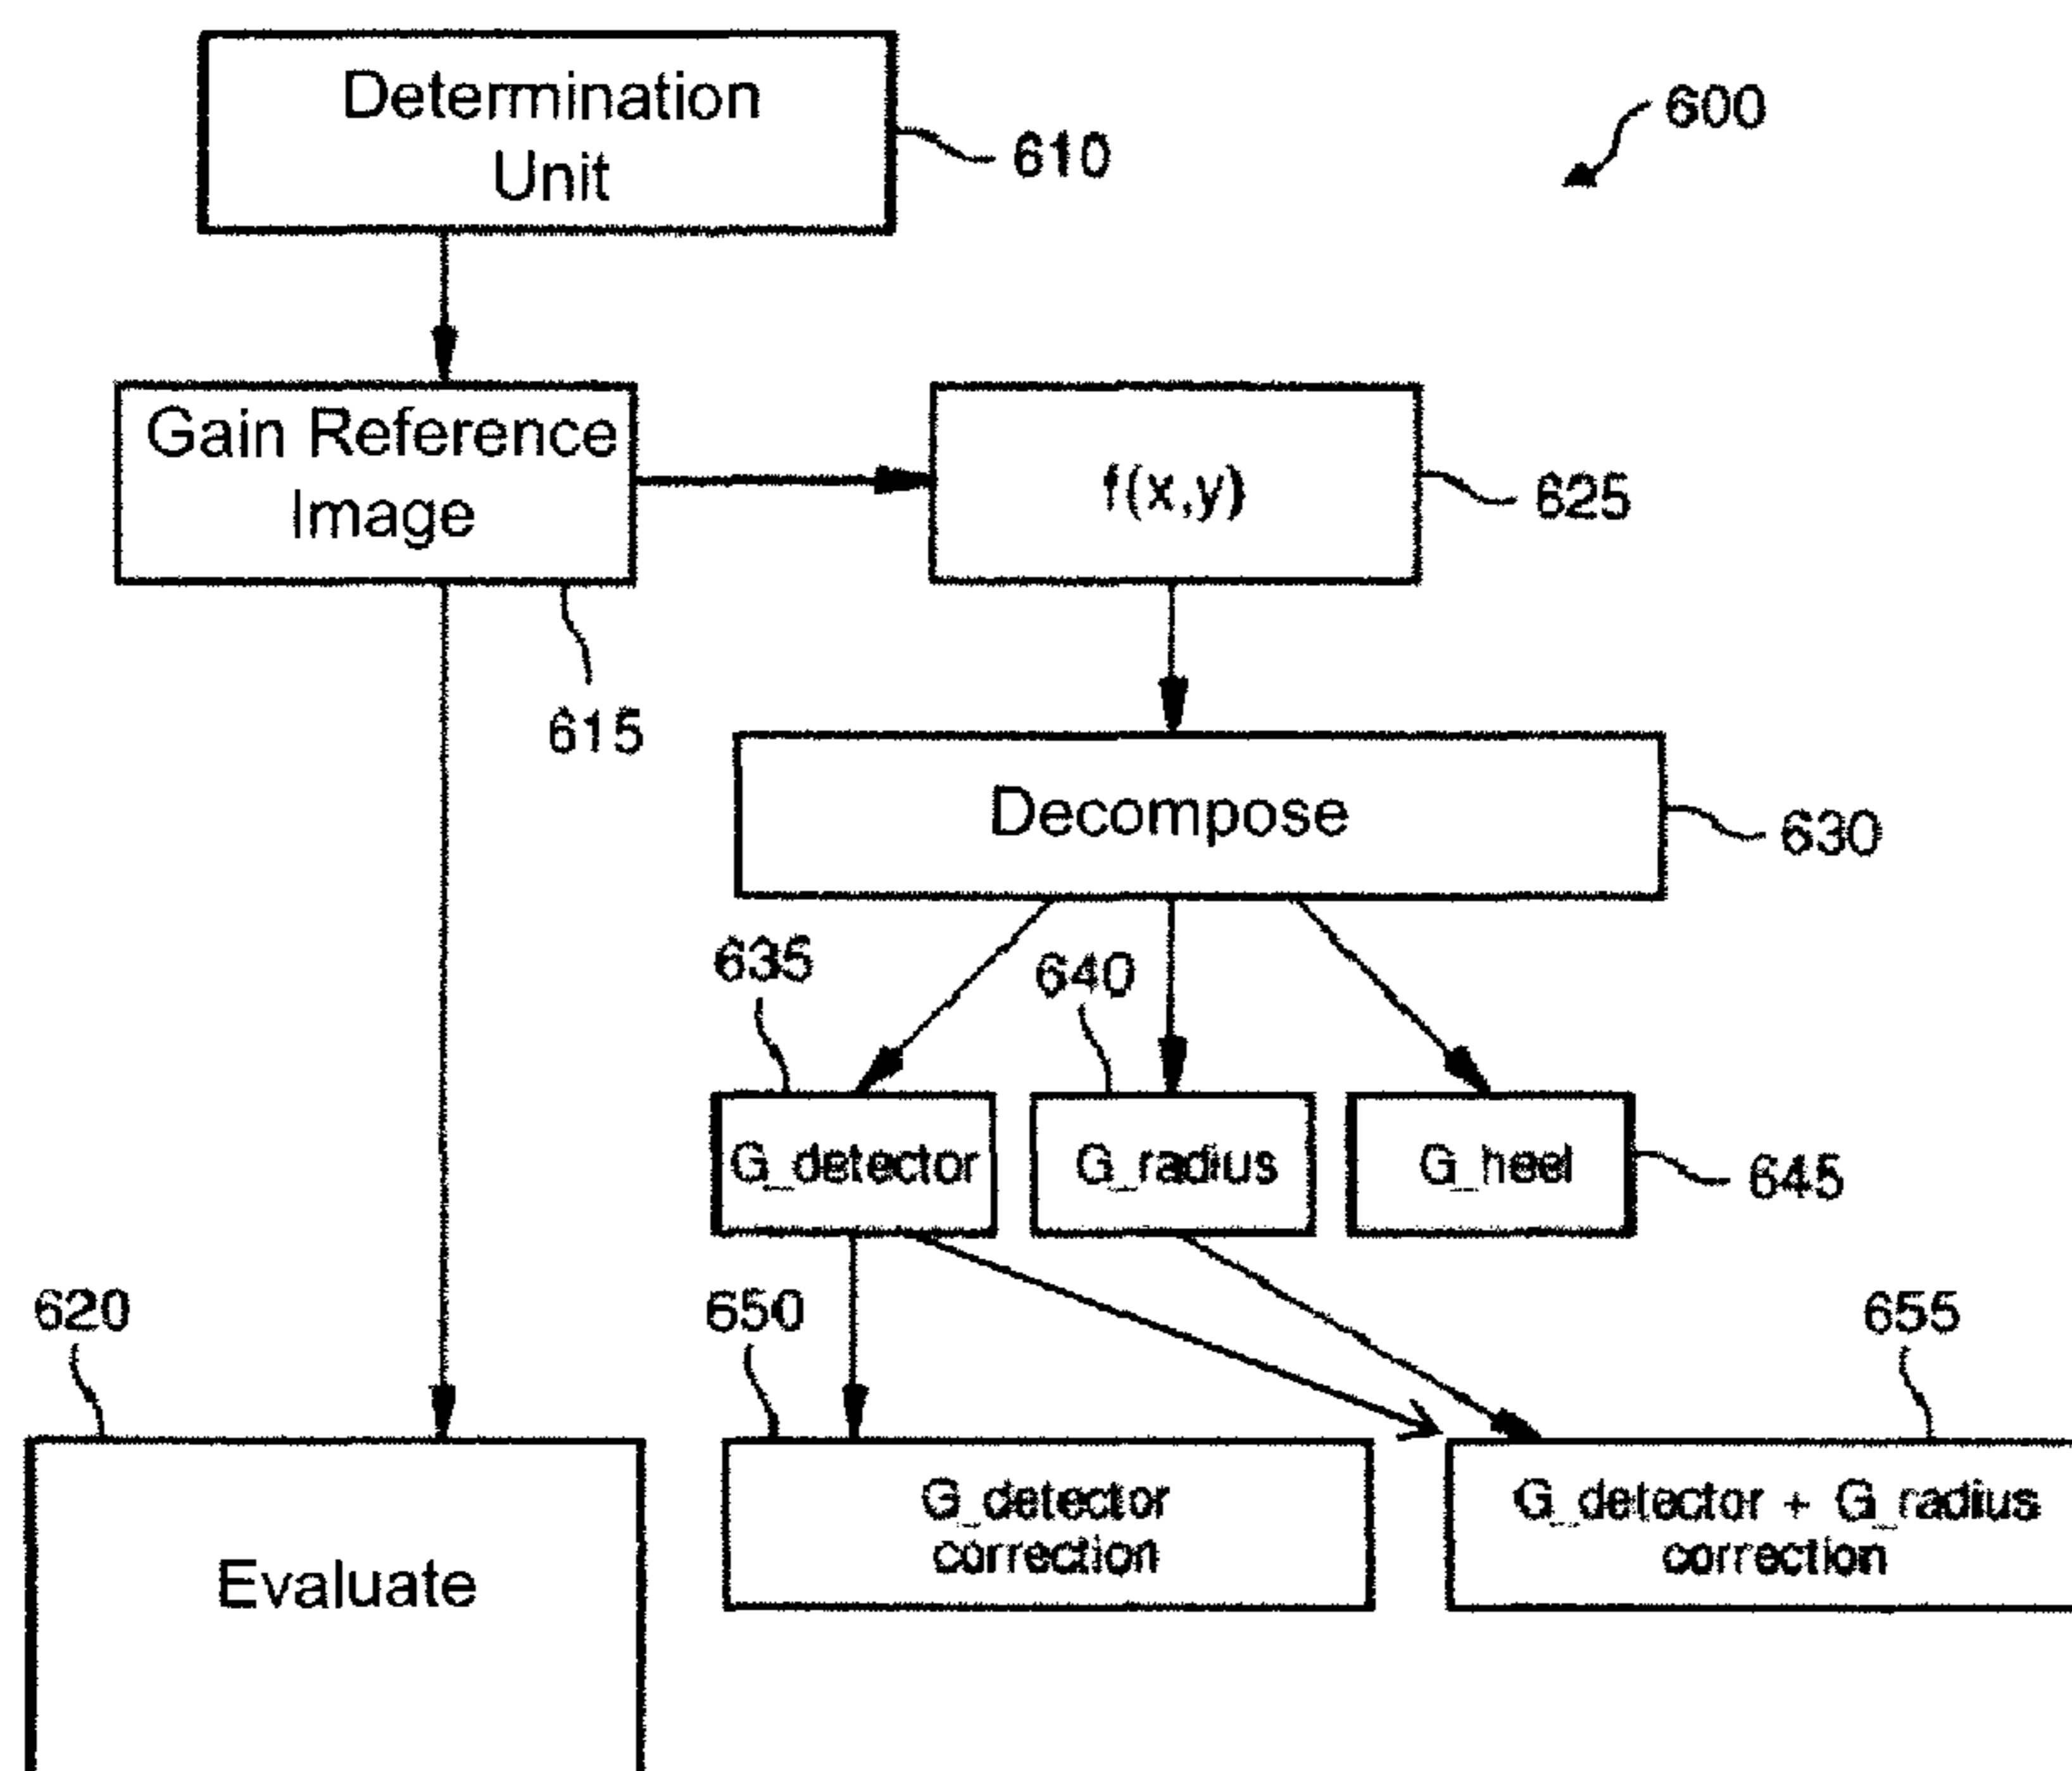 Determination
Unit
610
600
Gain Reference
Image
f(x,y)
625
615
Decompose
630
635
640
G_detector
G_radius
G_heel
645
620
650
655
Evaluate
G_detector
correction
G_detector + G_radius
correction